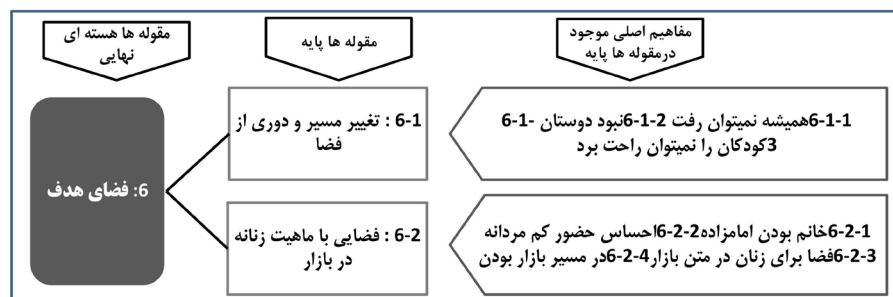 مفاهیم اصلی موجود
درمقوله ها پایه
مقوله ها پایه
مقوله ها هسته ای
نهایی
6-1-1همیشه نمیتوان رفت 2-1-6نبود دوستان -1-6
3کودکان را نمیتوان راحت برد
6-1 : تغییر مسیر و دوری از
فضا
6: فضای هدف
6-2-1خانم بودن امامزاده2-2-6احساس حضور کم مردانه
6-2-3فضا برای زنان در متن بازار4-2-6در مسیر بازار بودن
6-2 : فضایی با ماهیت زنانه
در بازار